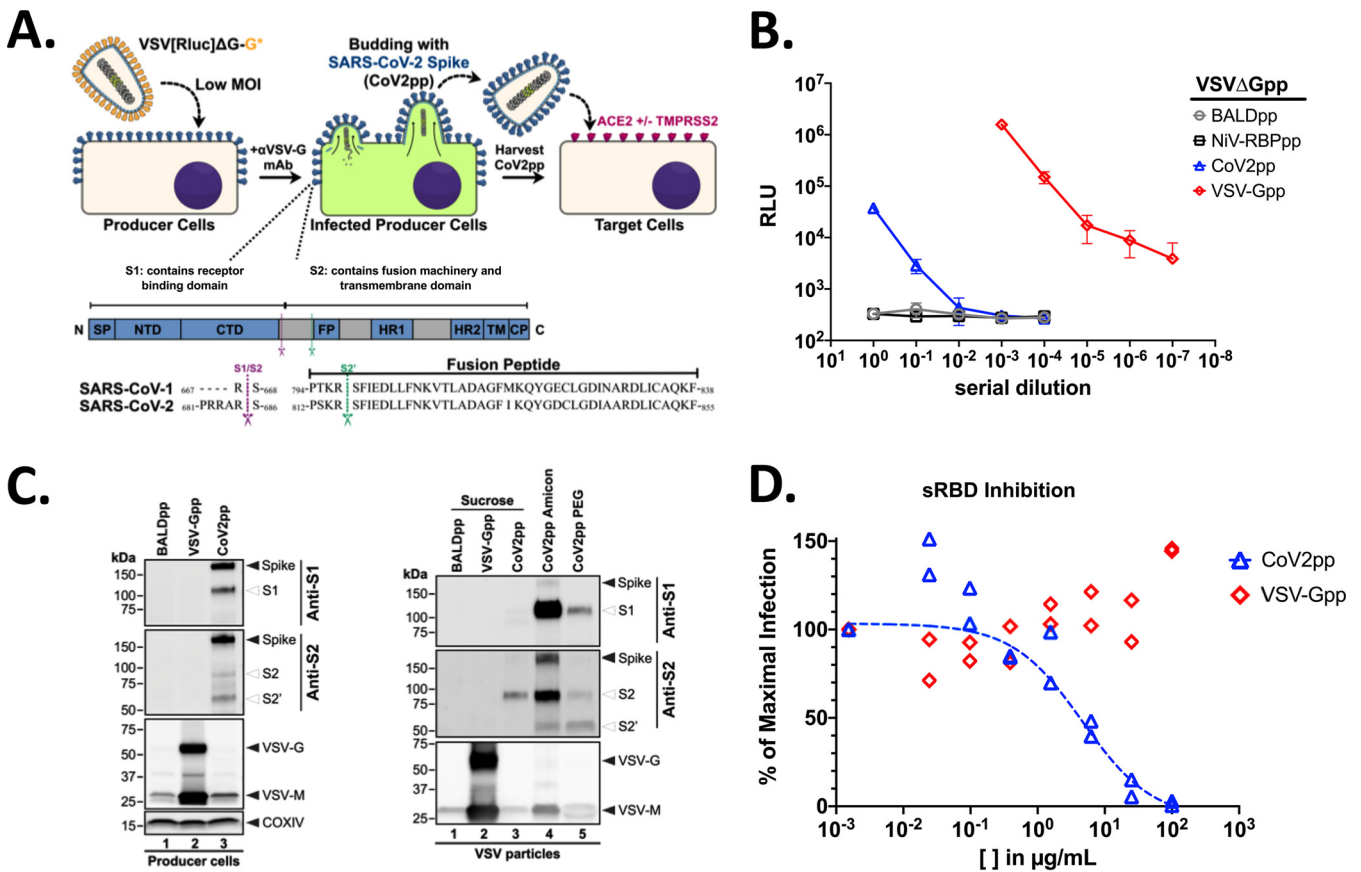 A.
VSV[Rluc]ΔG-G*
Low MOI
Budding with
SARS-CoV-2 Spike
(CoV2pp)
ACE2 +/- TMPRSS2
+αVSV-G
mAb
Harvest
CoV2pp
Producer Cells
Infected Producer Cells
Target Cells
S1: contains receptor
binding domain
S2: contains fusion machinery and
transmembrane domain
N SP NTD CTD FP HR1 HR2 TM CP C
S1/S2 S2' Fusion Peptide
SARS-CoV-1 667 - - - - - R S-668 794-PTKR SFIEDLLFNKVTLADAGFMKQYGECLGDINARDLICAQKF-838
SARS-CoV-2 681-PRRAR S-686 812-PSKR SFIEDLLFNKVTLADAGF I KQYGDCLGDIAARDLICAQKF-855
B.
VSVΔGpp
BALDpp
NiV-RBPpp
CoV2pp
VSV-Gpp
RLU
10⁷
10⁶
10⁵
10⁴
10³
10²
10¹ 10⁰ 10⁻¹ 10⁻² 10⁻³ 10⁻⁴ 10⁻⁵ 10⁻⁶ 10⁻⁷ 10⁻⁸
serial dilution
C.
BALDpp
VSV-Gpp
CoV2pp
kDa
150
100
75
Spike
S1
Anti-S1
150
100
75
50
Spike
S2
S2'
Anti-S2
75
50
37
25
VSV-G
VSV-M
15
COXIV
1 2 3
Producer cells
Sucrose
BALDpp
VSV-Gpp
CoV2pp
CoV2pp Amicon
CoV2pp PEG
kDa
150
100
75
Spike
S1
Anti-S1
150
100
75
50
Spike
S2
S2'
Anti-S2
75
50
37
25
VSV-G
VSV-M
1 2 3 4 5
VSV particles
D.
sRBD Inhibition
CoV2pp
VSV-Gpp
% of Maximal Infection
150
100
50
0
10⁻³ 10⁻² 10⁻¹ 10⁰ 10¹ 10² 10³
[ ] in µg/mL